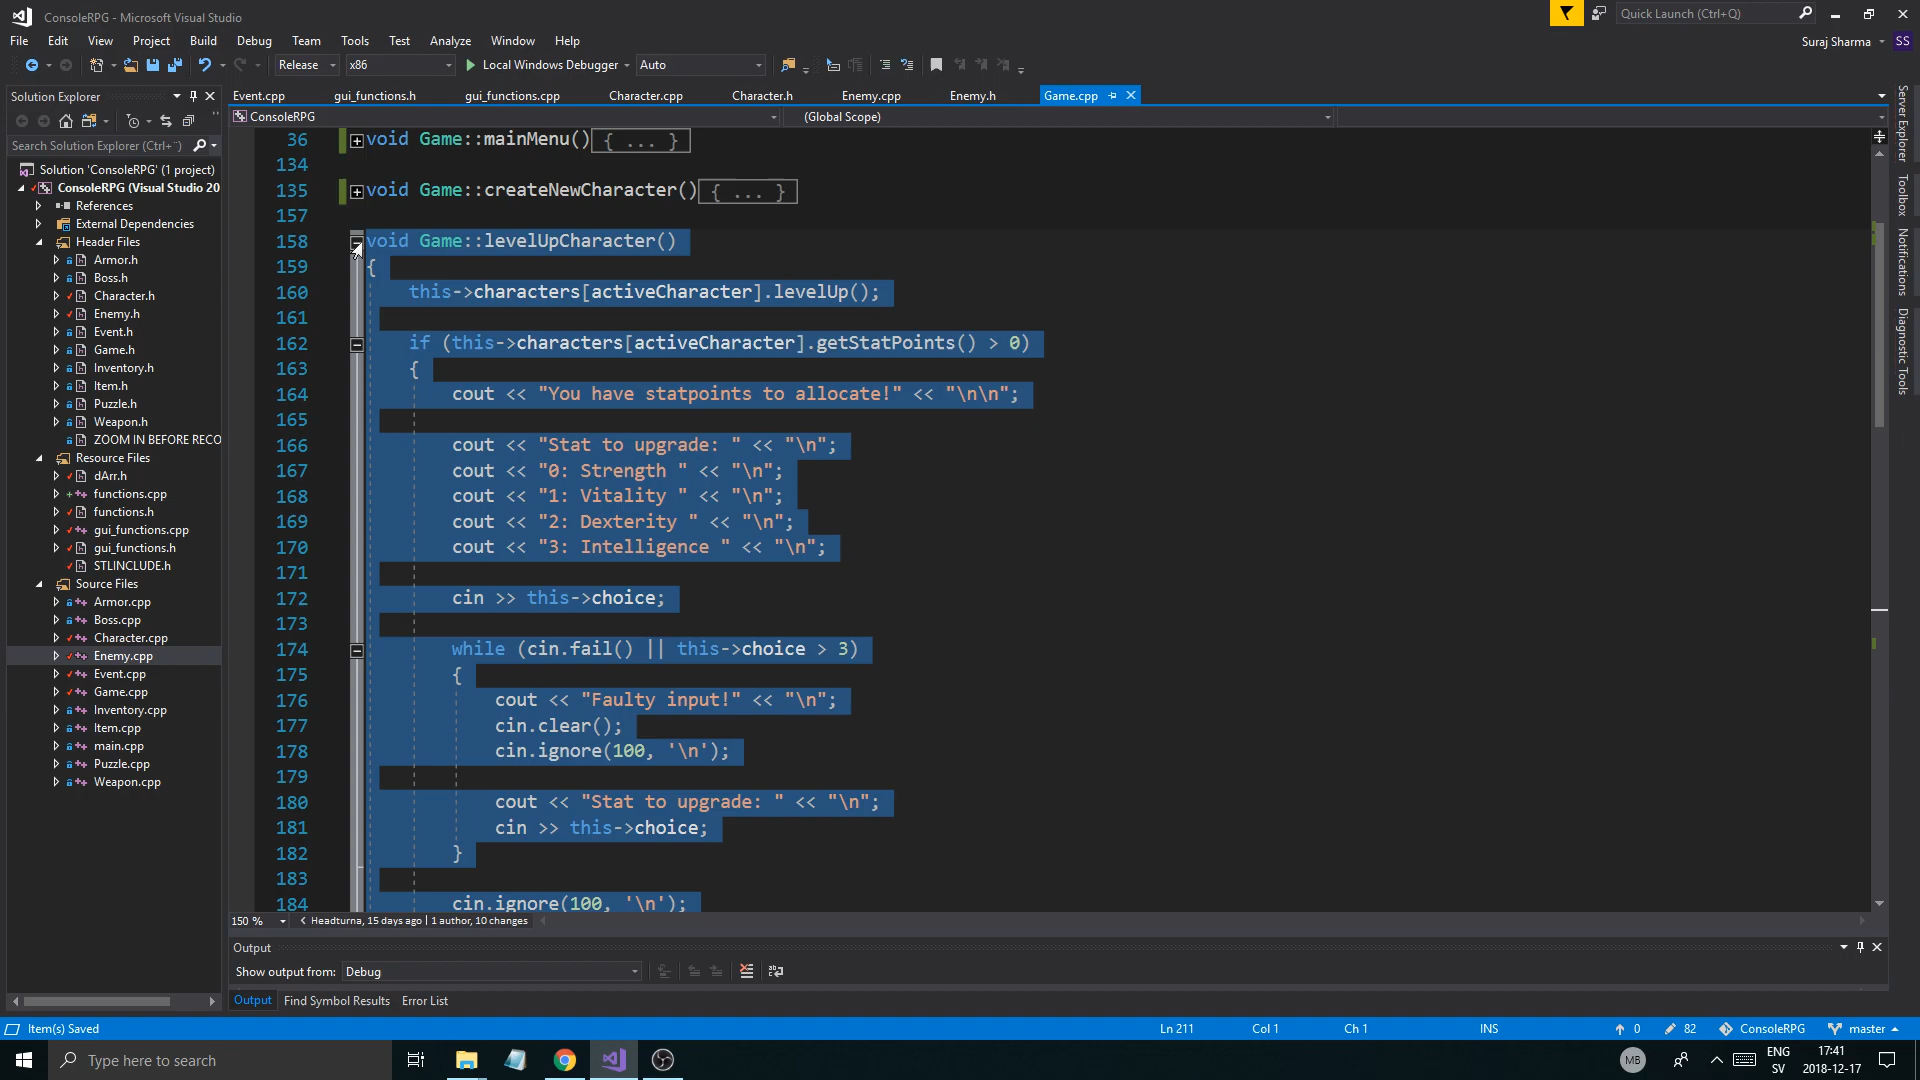 ConsoleRPG - Microsoft Visual Studio
Quick Launch (Ctrl+Q)
File Edit View Project Build Debug Team Tools Test Analyze Window Help
Suraj Sharma SS
Release x86 Local Windows Debugger Auto
Solution Explorer
Event.cpp gui_functions.h gui_functions.cpp Character.cpp Character.h Enemy.cpp Enemy.h Game.cpp
ConsoleRPG (Global Scope)
Search Solution Explorer (Ctrl+¨)
Solution 'ConsoleRPG' (1 project)
ConsoleRPG (Visual Studio 20
References
External Dependencies
Header Files
Armor.h
Boss.h
Character.h
Enemy.h
Event.h
Game.h
Inventory.h
Item.h
Puzzle.h
Weapon.h
ZOOM IN BEFORE RECO
Resource Files
dArr.h
functions.cpp
functions.h
gui_functions.cpp
gui_functions.h
STLINCLUDE.h
Source Files
Armor.cpp
Boss.cpp
Character.cpp
Enemy.cpp
Event.cpp
Game.cpp
Inventory.cpp
Item.cpp
main.cpp
Puzzle.cpp
Weapon.cpp
36 void Game::mainMenu(){ ... }
134
135 void Game::createNewCharacter(){ ... }
157
158 void Game::levelUpCharacter()
159 {
160 this->characters[activeCharacter].levelUp();
161
162 if (this->characters[activeCharacter].getStatPoints() > 0)
163 {
164 cout << "You have statpoints to allocate!" << "\n\n";
165
166 cout << "Stat to upgrade: " << "\n";
167 cout << "0: Strength " << "\n";
168 cout << "1: Vitality " << "\n";
169 cout << "2: Dexterity " << "\n";
170 cout << "3: Intelligence " << "\n";
171
172 cin >> this->choice;
173
174 while (cin.fail() || this->choice > 3)
175 {
176 cout << "Faulty input!" << "\n";
177 cin.clear();
178 cin.ignore(100, '\n');
179
180 cout << "Stat to upgrade: " << "\n";
181 cin >> this->choice;
182 }
183
184 cin.ignore(100, '\n');
Server Explorer
Toolbox
Notifications
Diagnostic Tools
150 % Headturna, 15 days ago | 1 author, 10 changes
Output
Show output from: Debug
Output Find Symbol Results Error List
Item(s) Saved Ln 211 Col 1 Ch 1 INS 0 82 ConsoleRPG master
Type here to search
MB
ENG
SV
17:41
2018-12-17